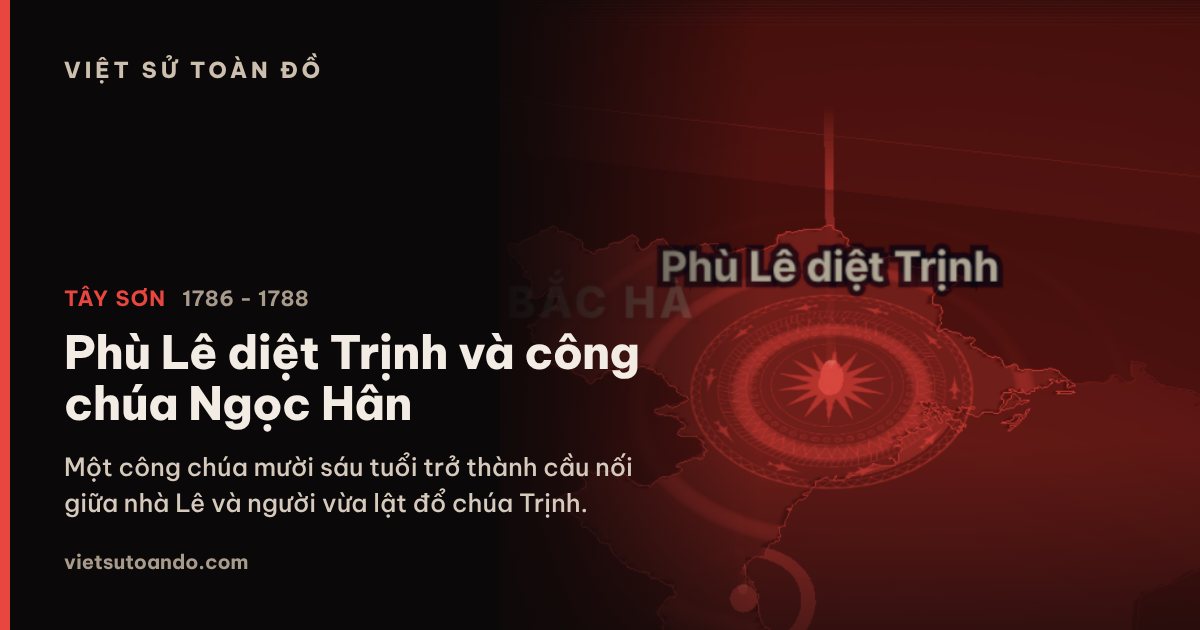 VIỆT SỬ TOÀN ĐỒ
Phù Lê diệt Trịnh
BẮC HÀ
TÂY SƠN 1786 - 1788
Phù Lê diệt Trịnh và công
chúa Ngọc Hân
Một công chúa mười sáu tuổi trở thành cầu nối
giữa nhà Lê và người vừa lật đổ chúa Trịnh.
vietsutoando.com